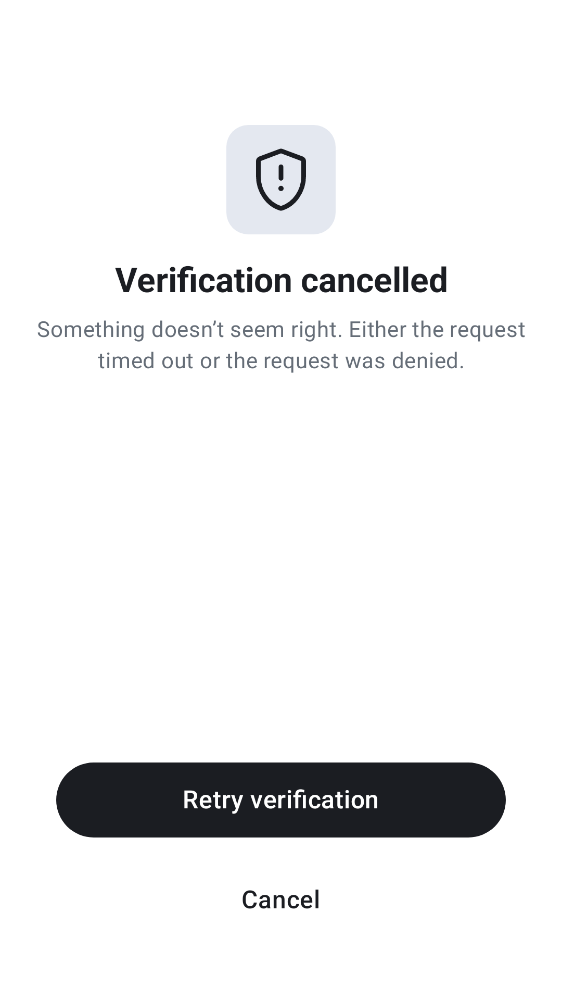 Verification cancelled
Something doesn’t seem right. Either the request
timed out or the request was denied.
Retry verification
Cancel